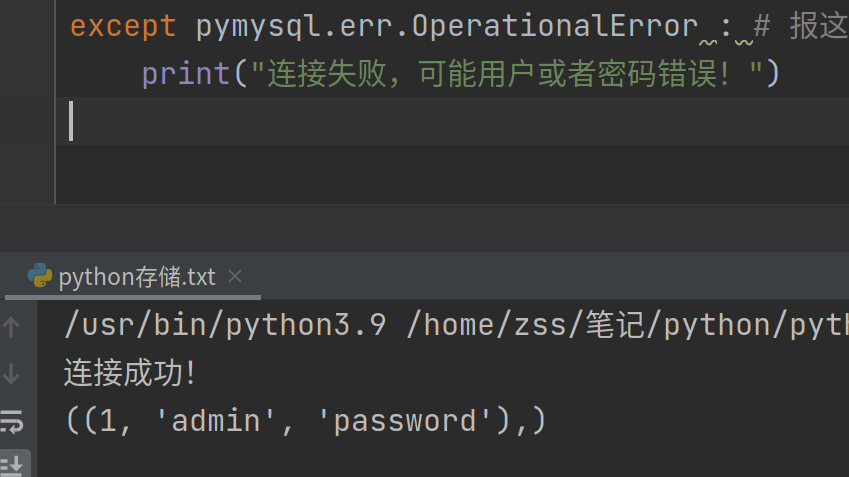 except pymysql.err.OperationalError : # 报这
print("连接失败，可能用户或者密码错误！")
python存储.txt
/usr/bin/python3.9 /home/zss/笔记/python/pyth
连接成功！
((1, 'admin', 'password'),)